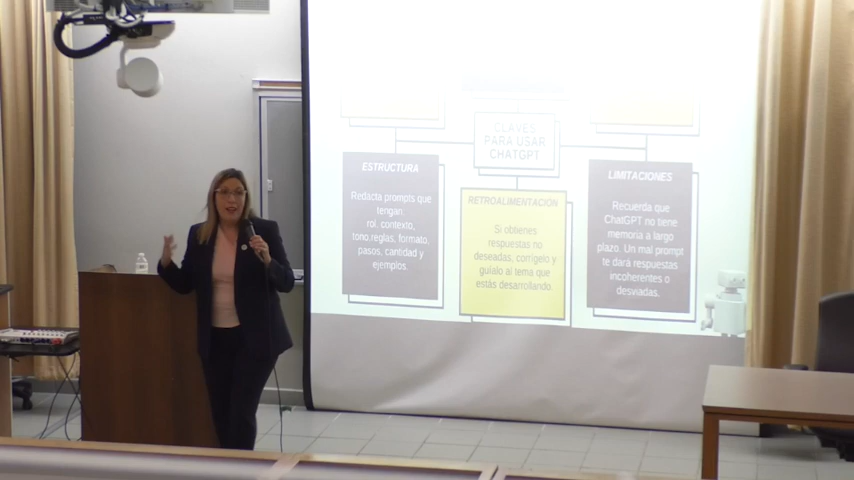 CLAVES
PARA USAR
CHATGPT
ESTRUCTURA
Redacta prompts que
tengan:
rol, contexto,
tono,reglas, formato,
pasos, cantidad y
ejemplos.
RETROALIMENTACIÓN
Si obtienes
respuestas no
deseadas, corrígelo y
guíalo al tema que
estás desarrollando
LIMITACIONES
Recuerda que
ChatGPT no tiene
memoria a largo
plazo. Un mal prompt
te dará respuestas
incoherentes o
desviadas.